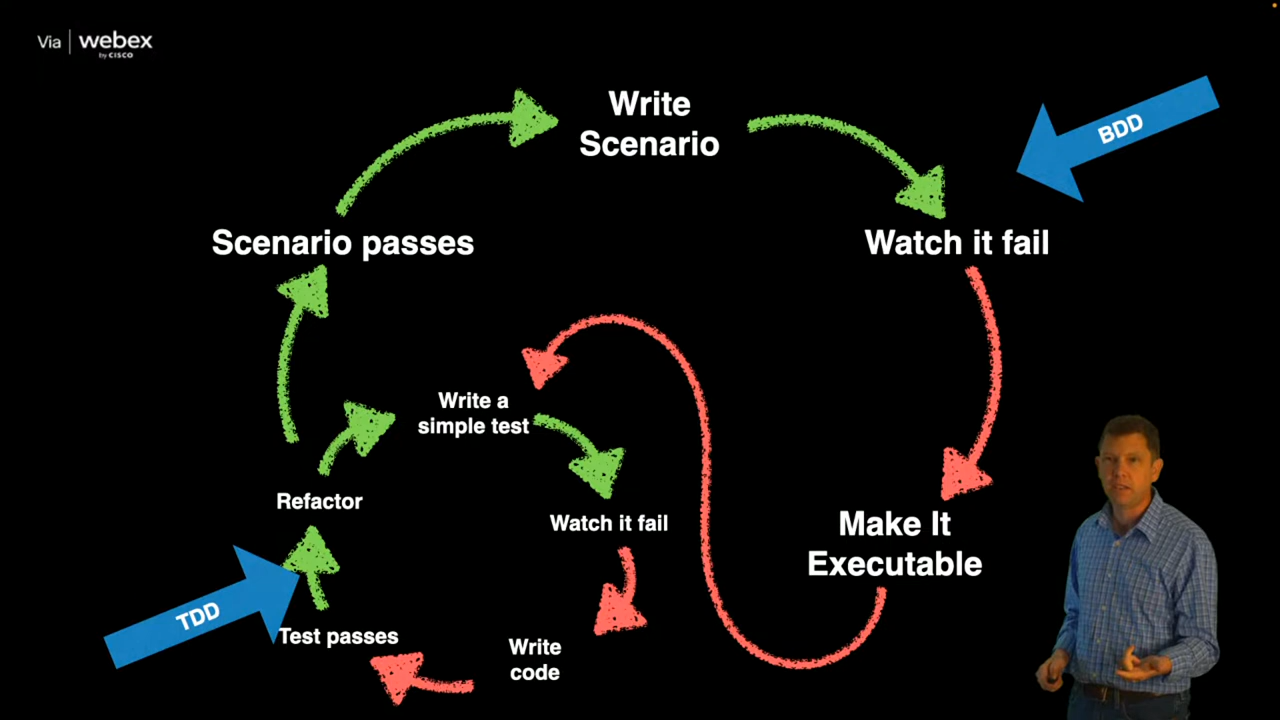 Via webex
by CISCO
Write
Scenario
BDD
Scenario passes
Watch it fail
Write a
simple test
Refactor
Watch it fail
Make It
Executable
TDD
Test passes
Write
code